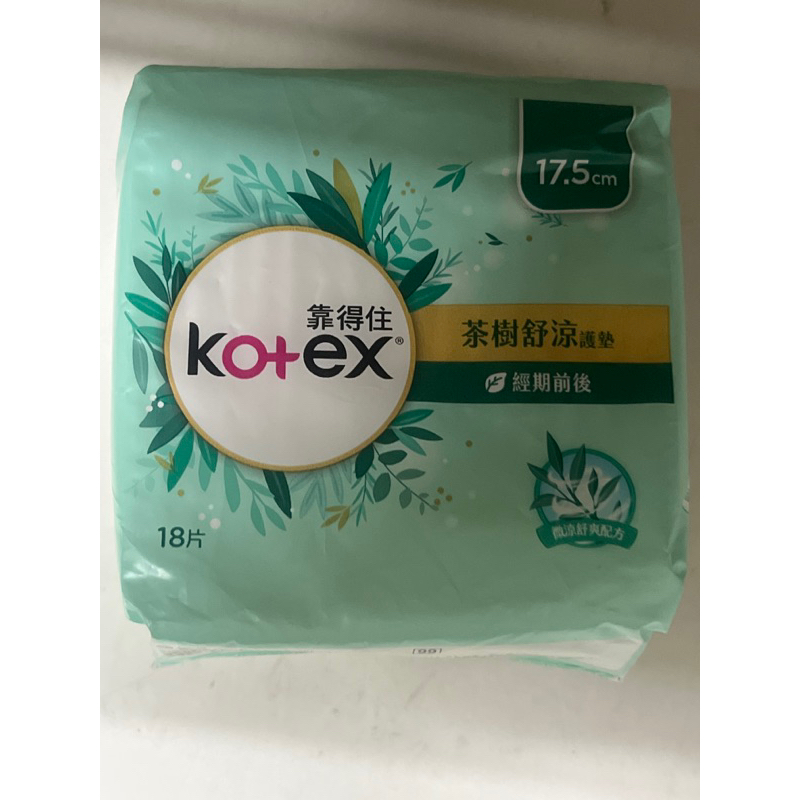 17.5cm
靠得住
kotex®
茶樹舒涼護墊
經期前後
微涼舒爽配方
18片